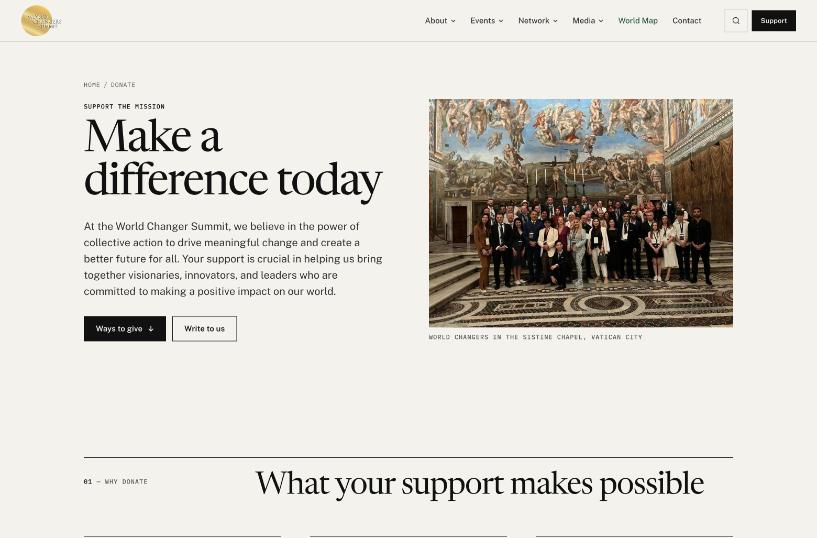 About
Events
Network
Media
World Map
Contact
Support
HOME / DONATE
SUPPORT THE MISSION
Make a
difference today
At the World Changer Summit, we believe in the power of
collective action to drive meaningful change and create a
better future for all. Your support is crucial in helping us bring
together visionaries, innovators, and leaders who are
committed to making a positive impact on our world.
Ways to give ↓
Write to us
WORLD CHANGERS IN THE SISTINE CHAPEL, VATICAN CITY
01 — WHY DONATE
What your support makes possible